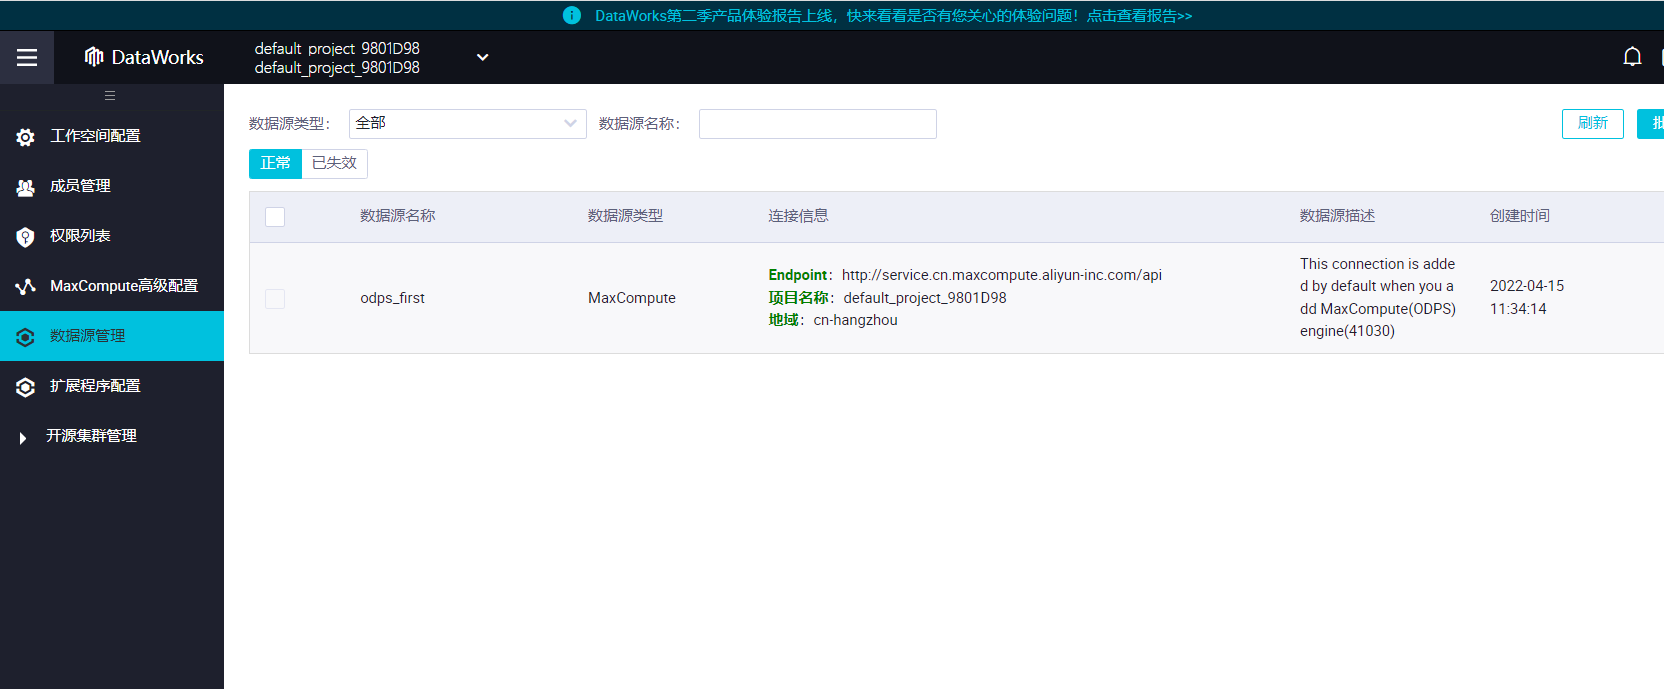 DataWorks第二季产品体验报告上线，快来看看是否有您关心的体验问题！点击查看报告>>
DataWorks
default_project_9801D98
default_project_9801D98
工作空间配置
成员管理
权限列表
MaxCompute高级配置
数据源管理
扩展程序配置
开源集群管理
数据源类型： 全部 数据源名称： 刷新 批
正常 已失效
数据源名称 数据源类型 连接信息 数据源描述 创建时间
odps_first MaxCompute
Endpoint：http://service.cn.maxcompute.aliyun-inc.com/api
项目名称：default_project_9801D98
地域：cn-hangzhou
This connection is adde
d by default when you a
dd MaxCompute(ODPS)
engine(41030)
2022-04-15
11:34:14